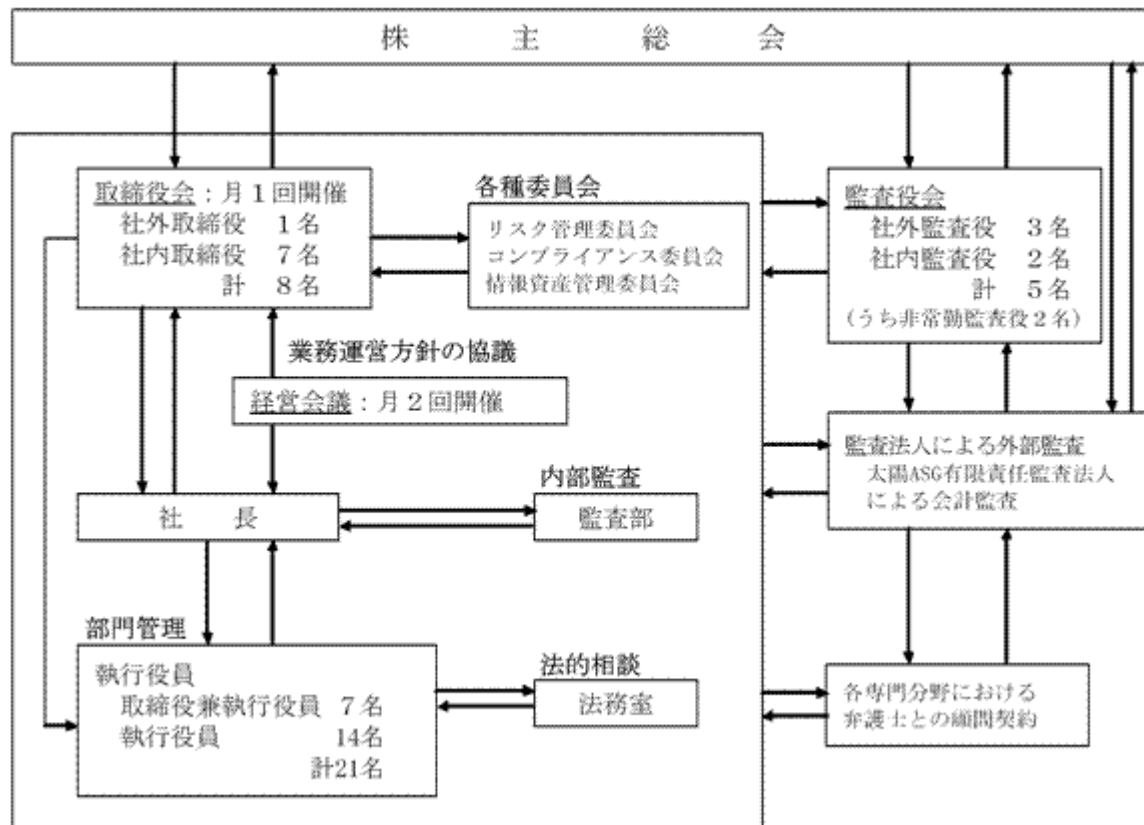 株主総会
取締役会：月１回開催
社外取締役 １名
社内取締役 ７名
計 ８名
各種委員会
リスク管理委員会
コンプライアンス委員会
情報資産管理委員会
監査役会
社外監査役 ３名
社内監査役 ２名
計 ５名
（うち非常勤監査役２名）
業務運営方針の協議
経営会議：月２回開催
監査法人による外部監査
太陽ASG有限責任監査法人
による会計監査
社長
内部監査
監査部
部門管理
執行役員
取締役兼執行役員 ７名
執行役員 14名
計21名
法的相談
法務室
各専門分野における
弁護士との顧問契約